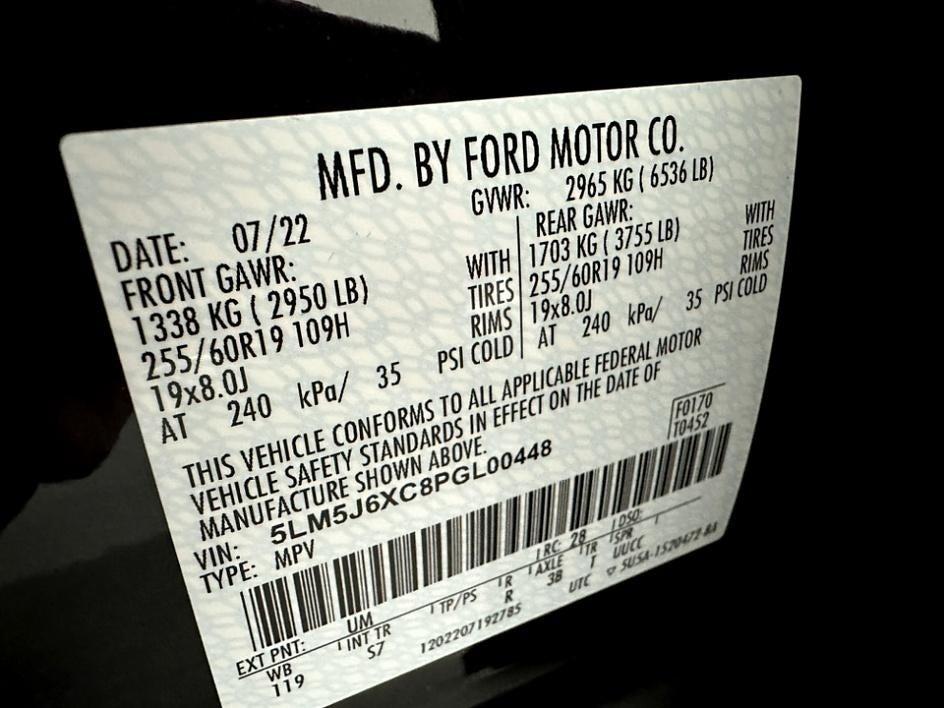 MFD. BY FORD MOTOR CO.
DATE: 07/22 GVWR: 2965 KG ( 6536 LB)
FRONT GAWR:
1338 KG ( 2950 LB) WITH
255/60R19 109H TIRES
19x8.0J RIMS
AT 240 kPa/ 35 PSI COLD
REAR GAWR:
1703 KG ( 3755 LB) WITH
255/60R19 109H TIRES
19x8.0J RIMS
AT 240 kPa/ 35 PSI COLD
THIS VEHICLE CONFORMS TO ALL APPLICABLE FEDERAL MOTOR
VEHICLE SAFETY STANDARDS IN EFFECT ON THE DATE OF
MANUFACTURE SHOWN ABOVE.
F0170
T0452
VIN: 5LM5J6XC8PGL00448
TYPE: MPV
EXT PNT: UM RC: 28 DSO:
WB INT TR TP/PS R AXLE TR SPR
119 S7 R 38 T UUCC
1202207192785 UTC ▽ 5USA-1520472-BA